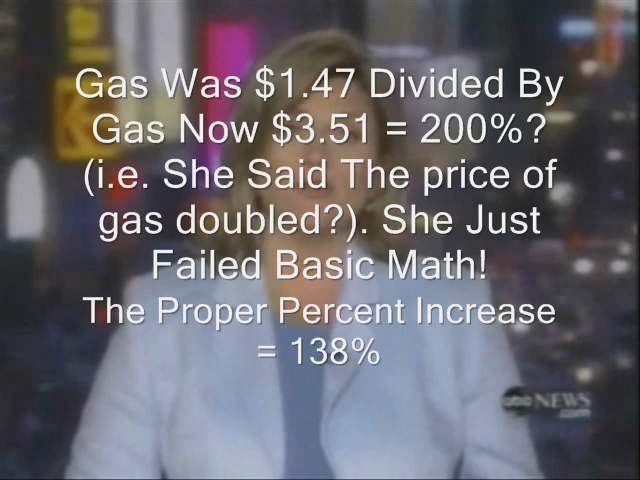 Gas Was $1.47 Divided By
Gas Now $3.51 = 200%?
(i.e. She Said The price of
gas doubled?). She Just
Failed Basic Math!
The Proper Percent Increase
= 138%
abc NEWS
.com